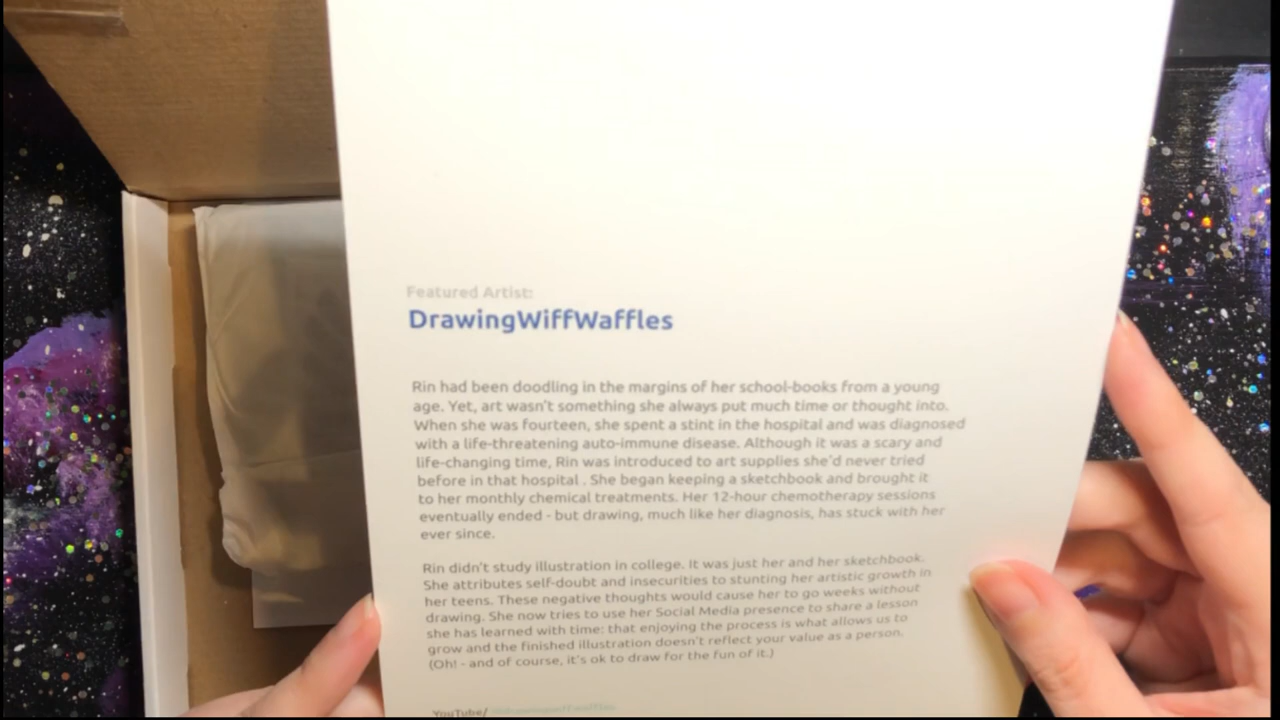 Featured Artist:
DrawingWiffWaffles
Rin had been doodling in the margins of her school-books from a young
age. Yet, art wasn't something she always put much time or thought into.
When she was fourteen, she spent a stint in the hospital and was diagnosed
with a life-threatening auto-immune disease. Although it was a scary and
life-changing time, Rin was introduced to art supplies she'd never tried
before in that hospital . She began keeping a sketchbook and brought it
to her monthly chemical treatments. Her 12-hour chemotherapy sessions
eventually ended - but drawing, much like her diagnosis, has stuck with her
ever since.
Rin didn't study illustration in college. It was just her and her sketchbook.
She attributes self-doubt and insecurities to stunting her artistic growth in
her teens. These negative thoughts would cause her to go weeks without
drawing. She now tries to use her Social Media presence to share a lesson
she has learned with time: that enjoying the process is what allows us to
grow and the finished illustration doesn't reflect your value as a person.
(Oh! - and of course, it's ok to draw for the fun of it.)
YouTube/